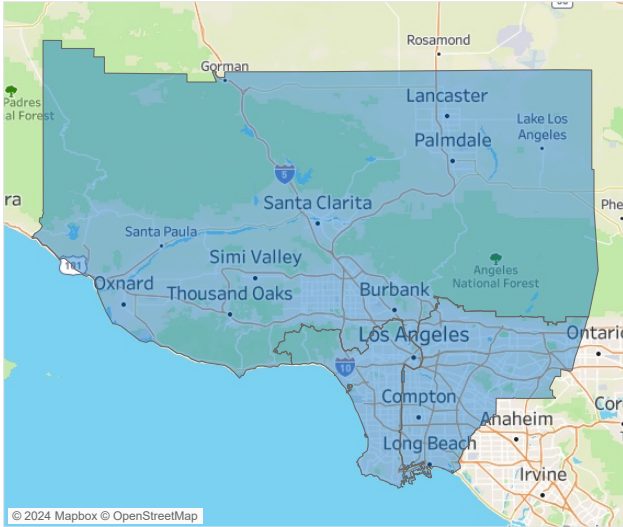 Rosamond
Gorman
Padres
al Forest
Lancaster
Lake Los
Angeles
Palmdale
5
ra
Santa Clarita
Phe
Santa Paula
Simi Valley
101
Angeles
National Forest
Oxnard
Thousand Oaks
Burbank
Los Angeles
Ontario
10
Compton
Cor
Anaheim
Long Beach
Irvine
© 2024 Mapbox © OpenStreetMap